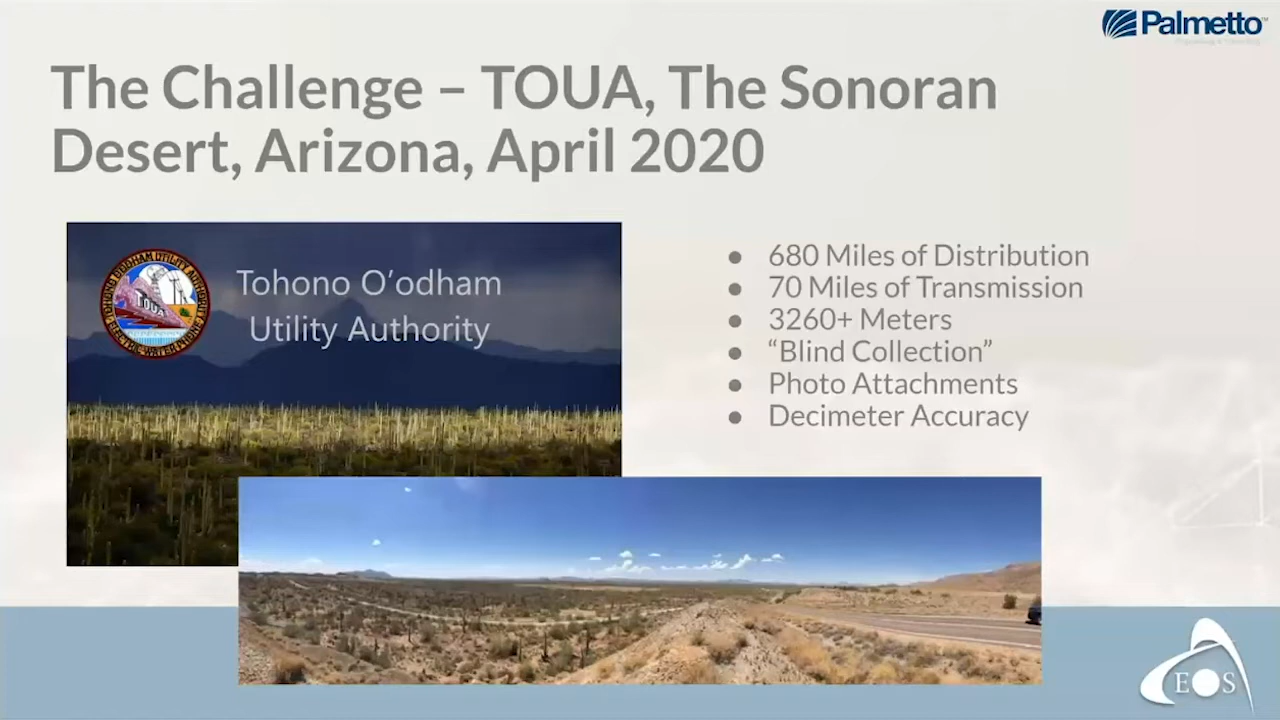 Palmetto
The Challenge – TOUA, The Sonoran
Desert, Arizona, April 2020
Tohono O'odham
Utility Authority
TOUA
● 680 Miles of Distribution
● 70 Miles of Transmission
● 3260+ Meters
● “Blind Collection”
● Photo Attachments
● Decimeter Accuracy
EOS